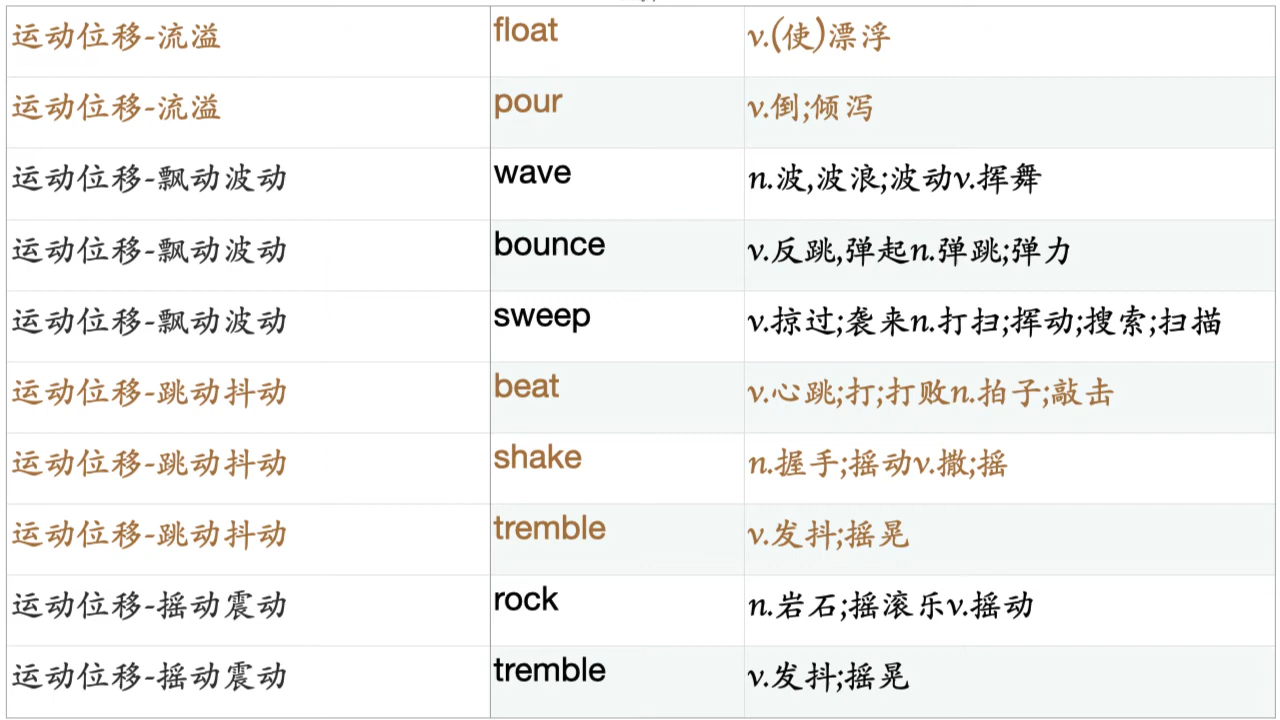 运动位移-流溢 float v.(使)漂浮
运动位移-流溢 pour v.倒;倾泻
运动位移-飘动波动 wave n.波,波浪;波动v.挥舞
运动位移-飘动波动 bounce v.反跳,弹起n.弹跳;弹力
运动位移-飘动波动 sweep v.掠过;袭来n.打扫;挥动;搜索;扫描
运动位移-跳动抖动 beat v.心跳;打;打败n.拍子;敲击
运动位移-跳动抖动 shake n.握手;摇动v.撒;摇
运动位移-跳动抖动 tremble v.发抖;摇晃
运动位移-摇动震动 rock n.岩石;摇滚乐v.摇动
运动位移-摇动震动 tremble v.发抖;摇晃